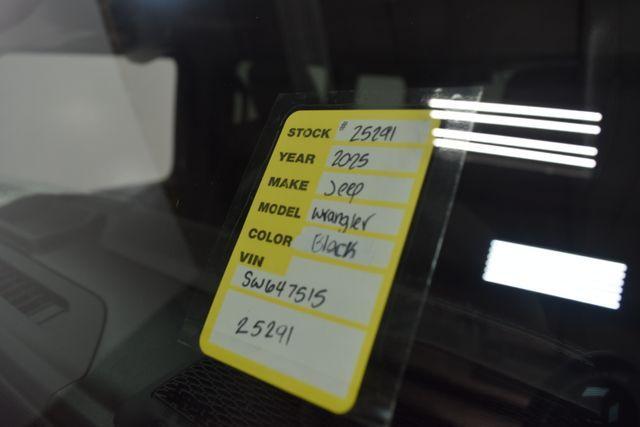 STOCK # 25291
YEAR 2025
MAKE Jeep
MODEL Wrangler
COLOR Black
VIN
SW647515
25291